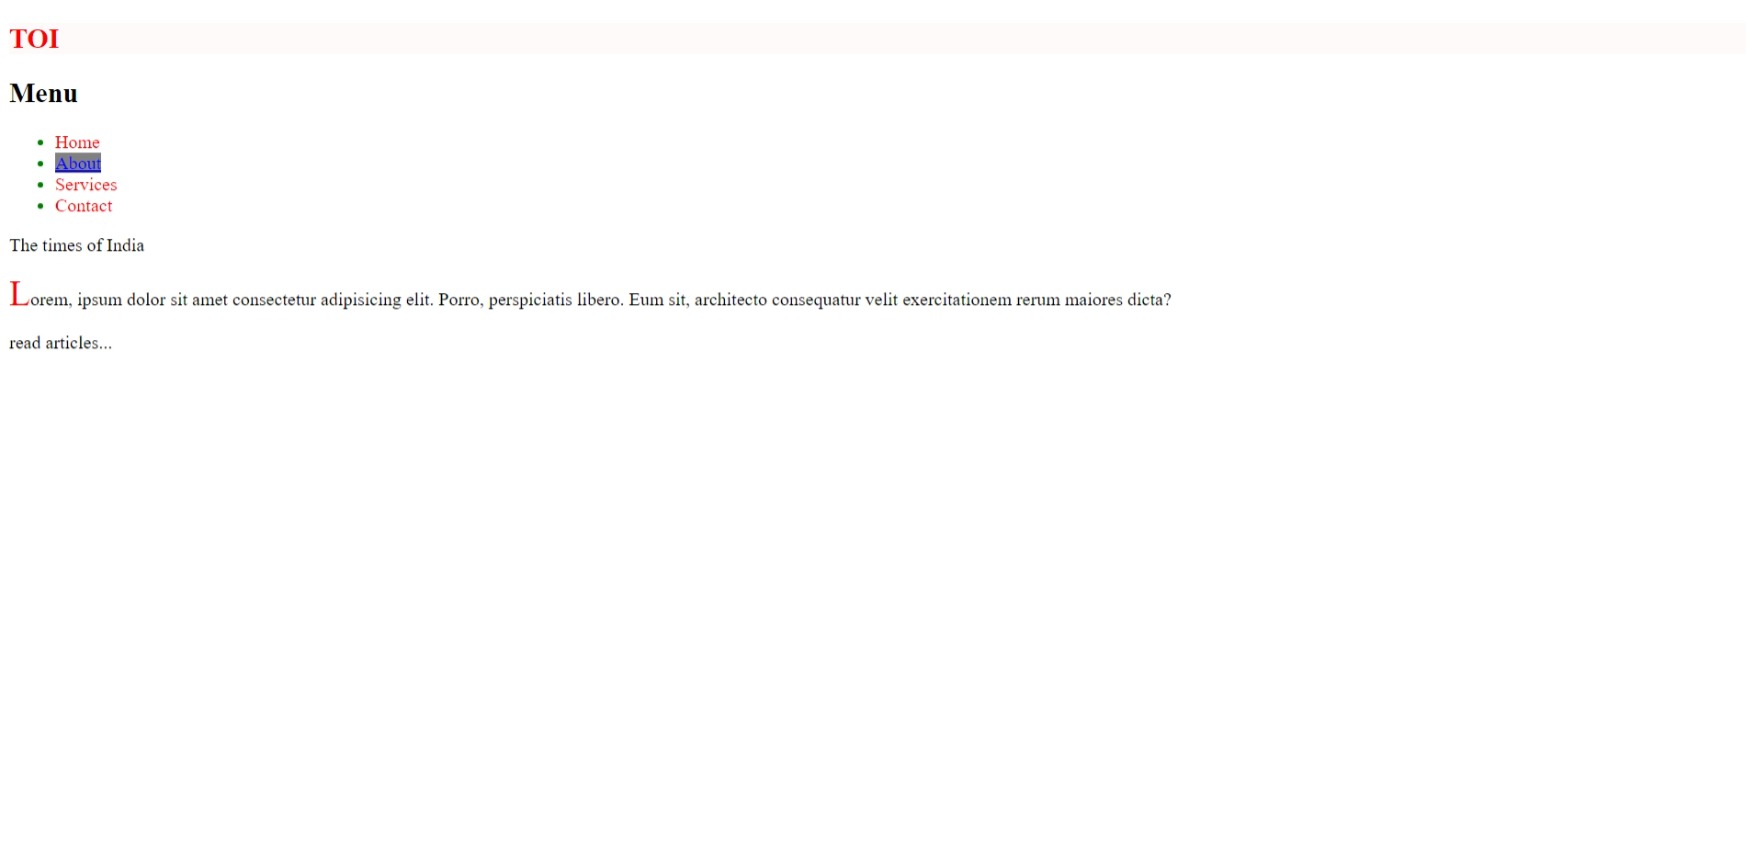 TOI
Menu
Home
About
Services
Contact
The times of India
Lorem, ipsum dolor sit amet consectetur adipisicing elit. Porro, perspiciatis libero. Eum sit, architecto consequatur velit exercitationem rerum maiores dicta?
read articles...